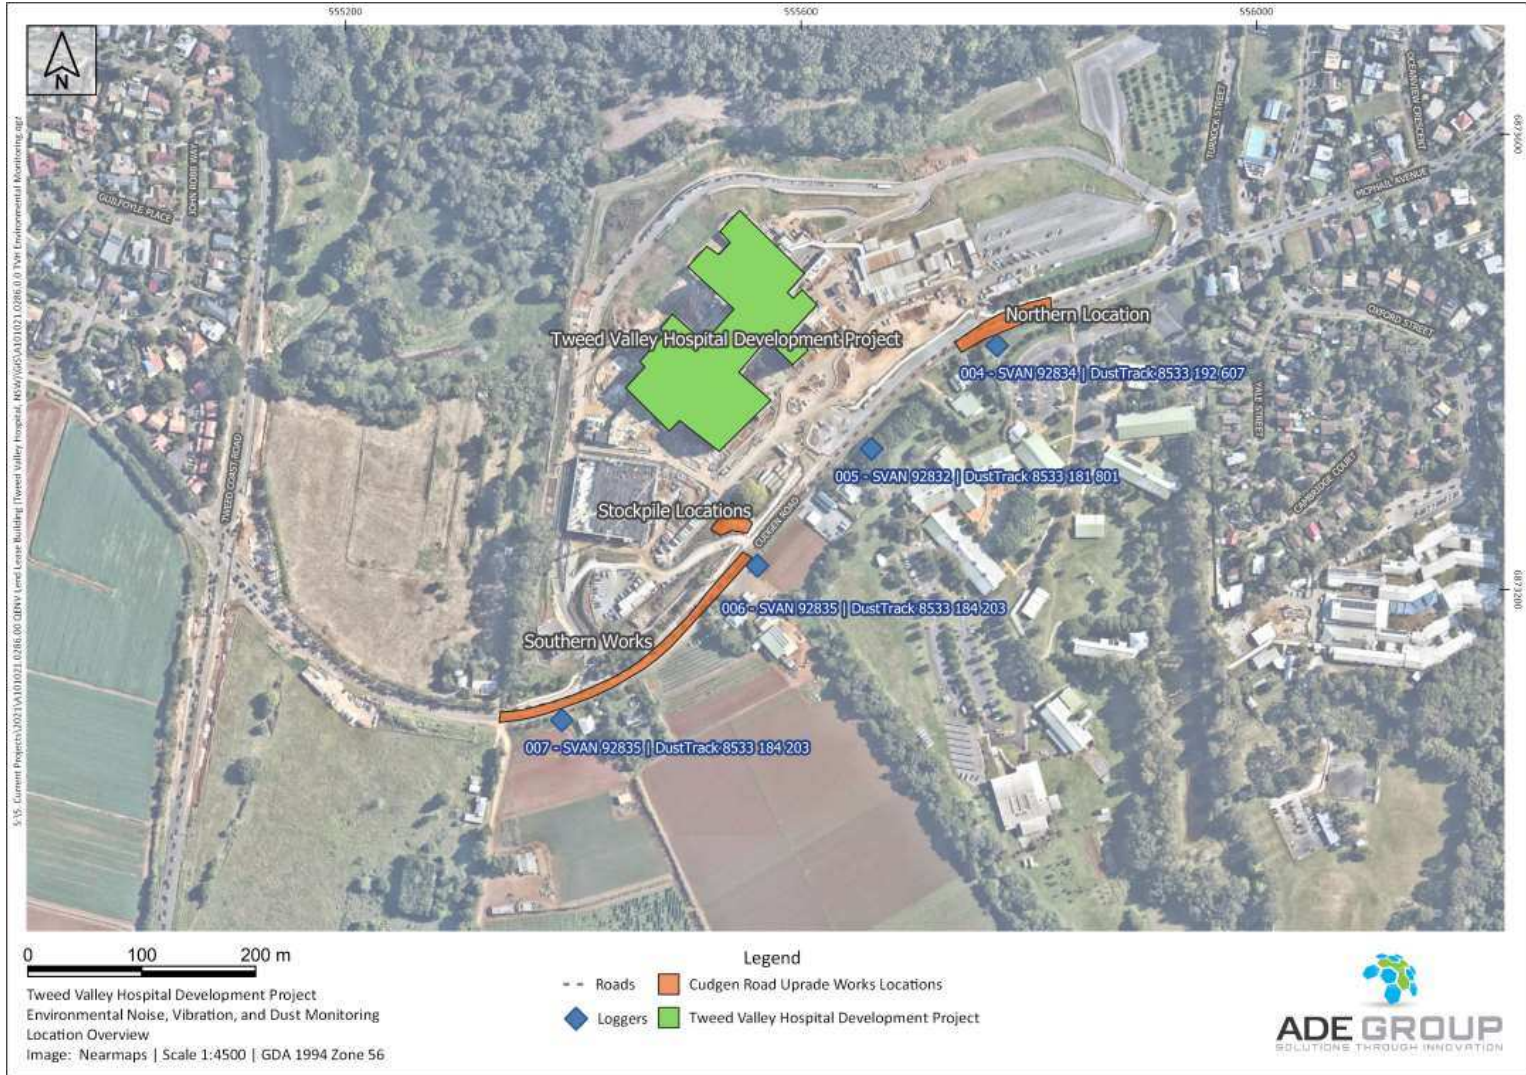 555200
555600
556000
N
6873600
6873200
TURNOCK STREET
OCEANVIEW CRESCENT
MCPHAIL AVENUE
JOHN ROBB WAY
GUILFOYLE PLACE
OXFORD STREET
Northern Location
Tweed Valley Hospital Development Project
004 - SVAN 92834 | DustTrack 8533 192 607
YALE STREET
TWEED COAST ROAD
005 - SVAN 92832 | DustTrack 8533 181 801
CAMBRIDGE COURT
Stockpile Locations
CUDGEN ROAD
006 - SVAN 92835 | DustTrack 8533 184 203
Southern Works
007 - SVAN 92835 | DustTrack 8533 184 203
0 100 200 m
Tweed Valley Hospital Development Project
Environmental Noise, Vibration, and Dust Monitoring
Location Overview
Image: Nearmaps | Scale 1:4500 | GDA 1994 Zone 56
Legend
Roads
Cudgen Road Uprade Works Locations
Loggers
Tweed Valley Hospital Development Project
ADE GROUP
SOLUTIONS THROUGH INNOVATION